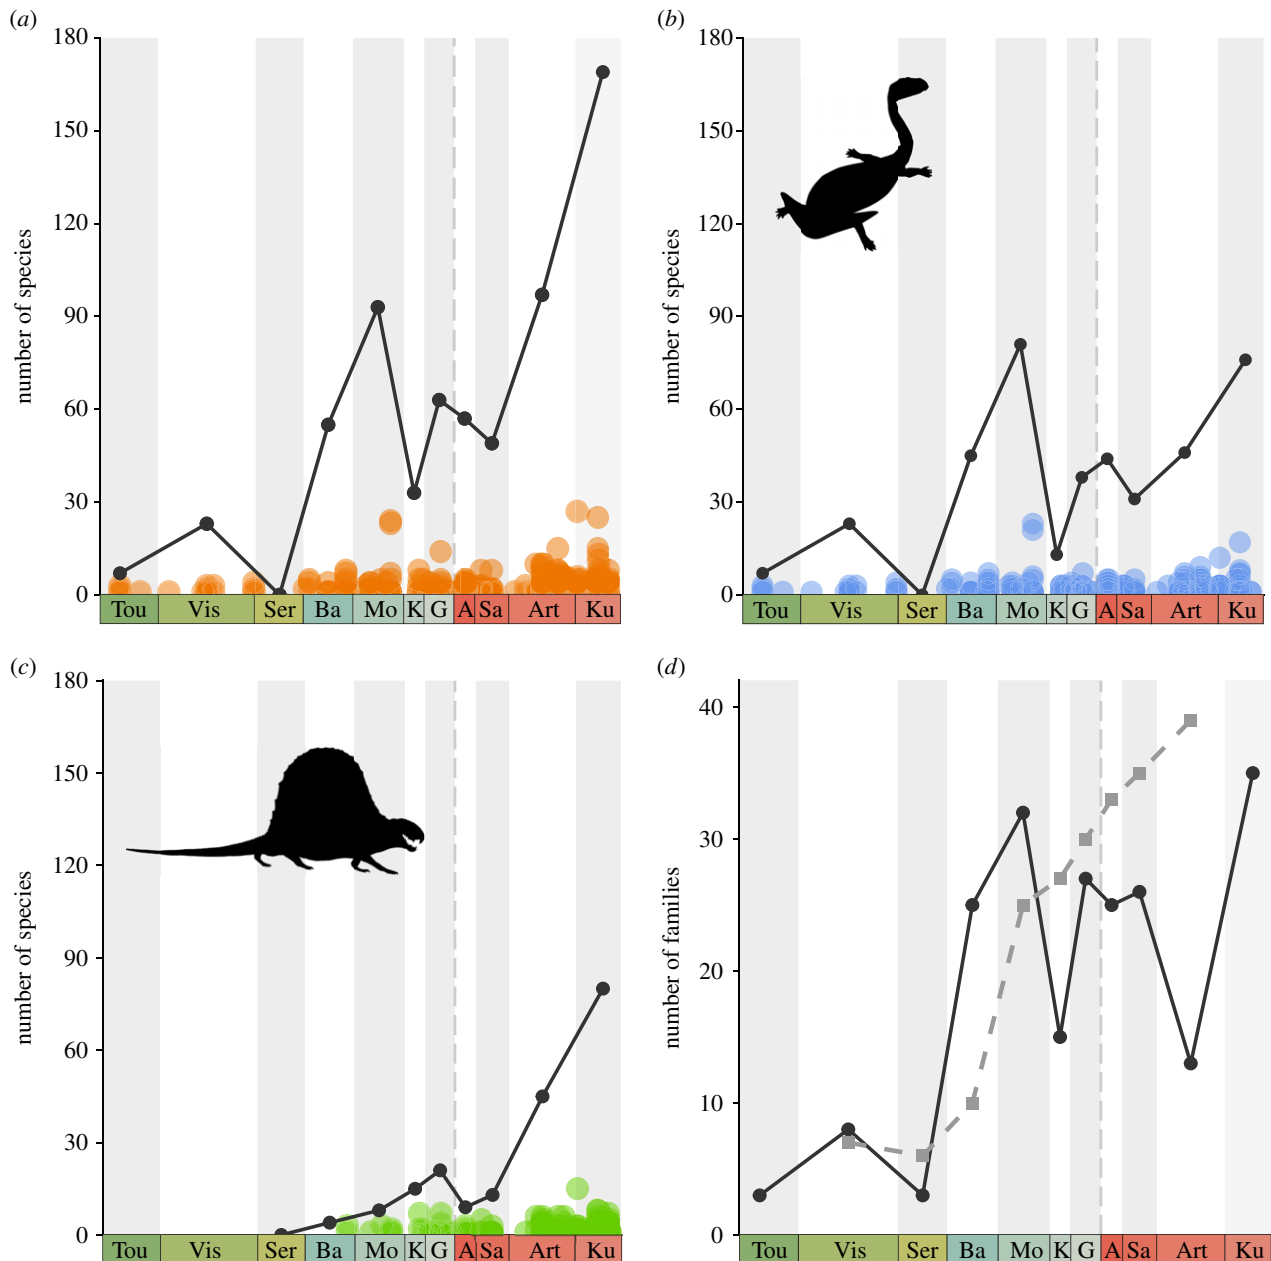 (a)
180
150
120
90
60
30
0
number of species
Tou Vis Ser Ba Mo K G A Sa Art Ku
(b)
180
150
120
90
60
30
0
number of species
Tou Vis Ser Ba Mo K G A Sa Art Ku
(c)
180
150
120
90
60
30
0
number of species
Tou Vis Ser Ba Mo K G A Sa Art Ku
(d)
40
30
20
10
0
number of families
Tou Vis Ser Ba Mo K G A Sa Art Ku